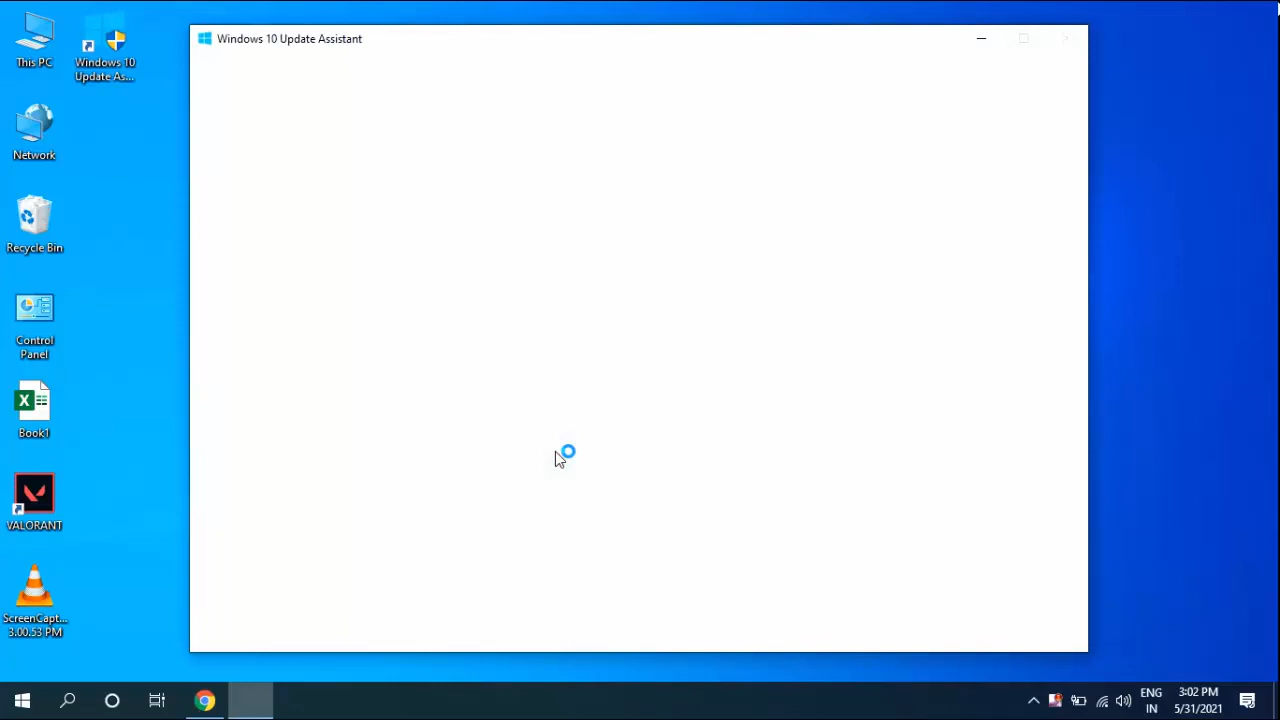 Windows 10 Update Assistant
This PC
Windows 10
Update As...
Network
Recycle Bin
Control
Panel
X
Book1
VALORANT
ScreenCapt...
3.00.53 PM
ENG
IN
3:02 PM
5/31/2021